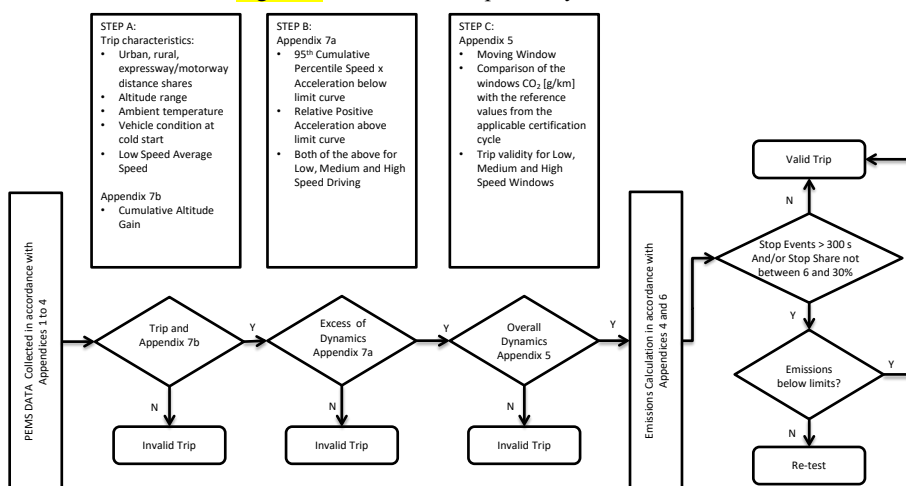 STEP A:
Trip characteristics:
• Urban, rural,
expressway/motorway
distance shares
• Altitude range
• Ambient temperature
• Vehicle condition at
cold start
• Low Speed Average
Speed
Appendix 7b
• Cumulative Altitude
Gain
STEP B:
Appendix 7a
• 95th Cumulative
Percentile Speed x
Acceleration below
limit curve
• Relative Positive
Acceleration above
limit curve
• Both of the above for
Low, Medium and High
Speed Driving
STEP C:
Appendix 5
• Moving Window
• Comparison of the
windows CO2 [g/km]
with the reference
values from the
applicable certification
cycle
• Trip validity for Low,
Medium and High
Speed Windows
PEMS DATA Collected in accordance with
Appendices 1 to 4
Trip and
Appendix 7b
Y
N
Invalid Trip
Excess of
Dynamics
Appendix 7a
Y
N
Invalid Trip
Overall
Dynamics
Appendix 5
Y
N
Invalid Trip
Emissions Calculation in accordance with
Appendices 4 and 6
Valid Trip
N
Stop Events > 300 s
And/or Stop Share not
between 6 and 30%
Y
Emissions
below limits?
Y
N
Re-test